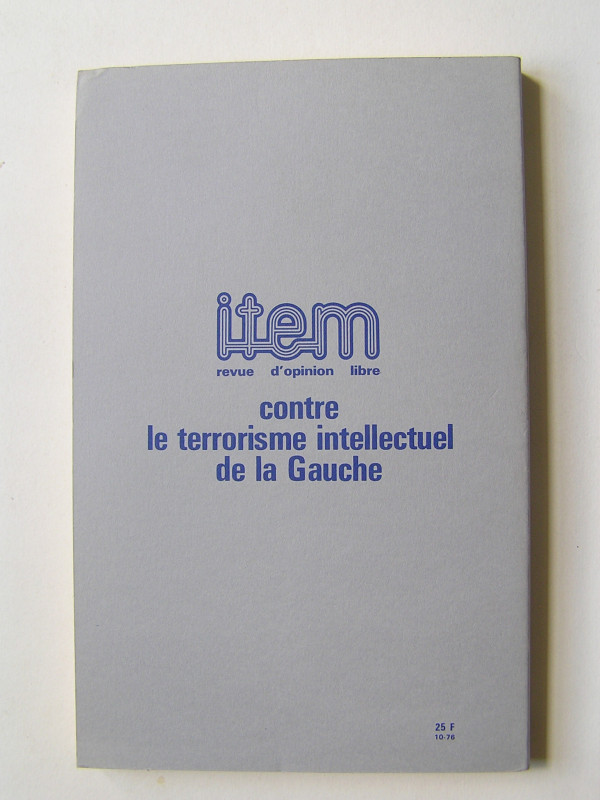 item
revue d'opinion libre
contre
le terrorisme intellectuel
de la Gauche
25 F
10-76